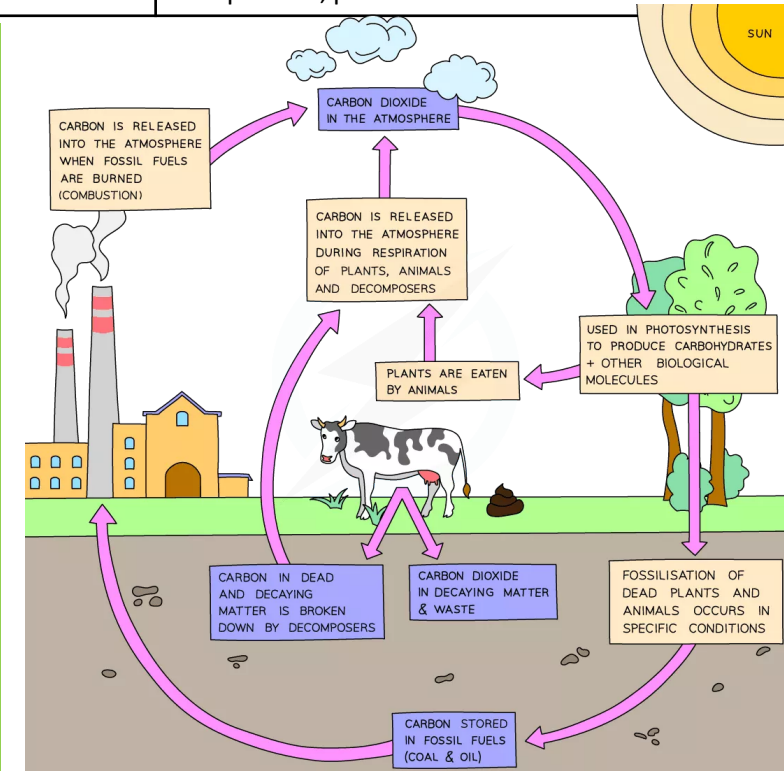 SUN
CARBON DIOXIDE
IN THE ATMOSPHERE
CARBON IS RELEASED
INTO THE ATMOSPHERE
WHEN FOSSIL FUELS
ARE BURNED
(COMBUSTION)
CARBON IS RELEASED
INTO THE ATMOSPHERE
DURING RESPIRATION
OF PLANTS, ANIMALS
AND DECOMPOSERS
USED IN PHOTOSYNTHESIS
TO PRODUCE CARBOHYDRATES
+ OTHER BIOLOGICAL
MOLECULES
PLANTS ARE EATEN
BY ANIMALS
CARBON IN DEAD
AND DECAYING
MATTER IS BROKEN
DOWN BY DECOMPOSERS
CARBON DIOXIDE
IN DECAYING MATTER
& WASTE
FOSSILISATION OF
DEAD PLANTS AND
ANIMALS OCCURS IN
SPECIFIC CONDITIONS
CARBON STORED
IN FOSSIL FUELS
(COAL & OIL)